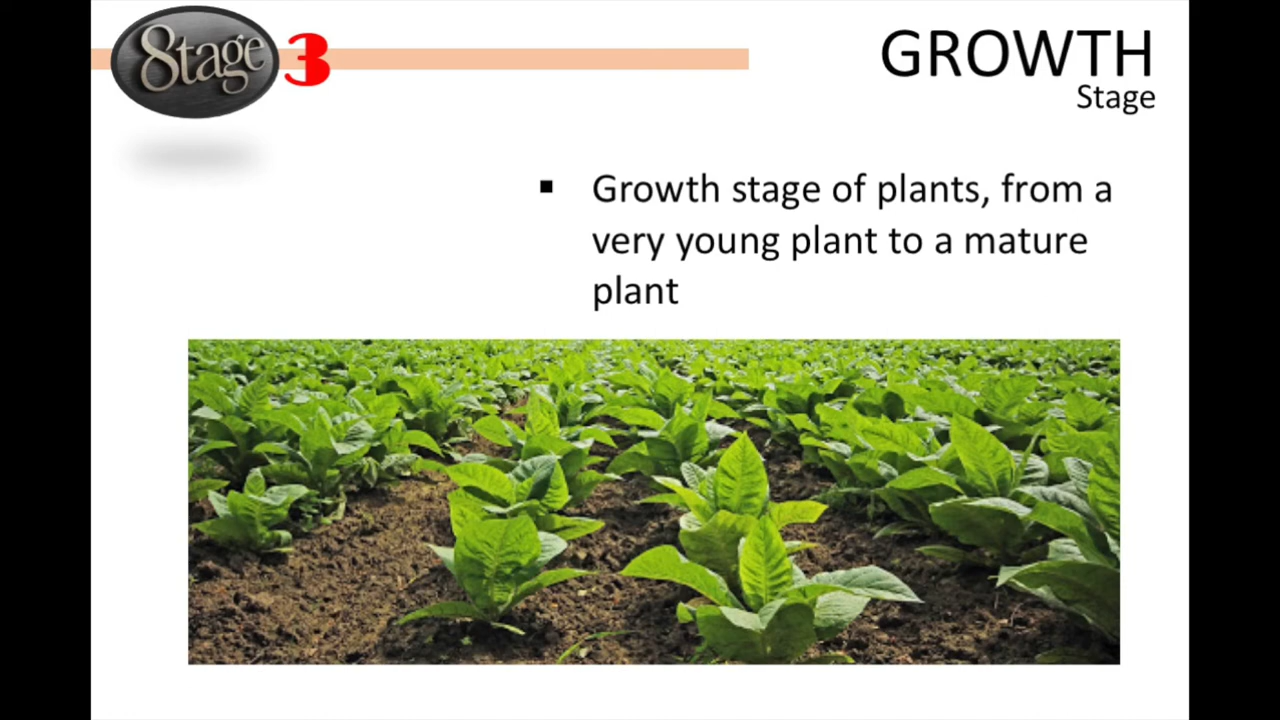 Stage 3
GROWTH
Stage
▪ Growth stage of plants, from a
very young plant to a mature
plant